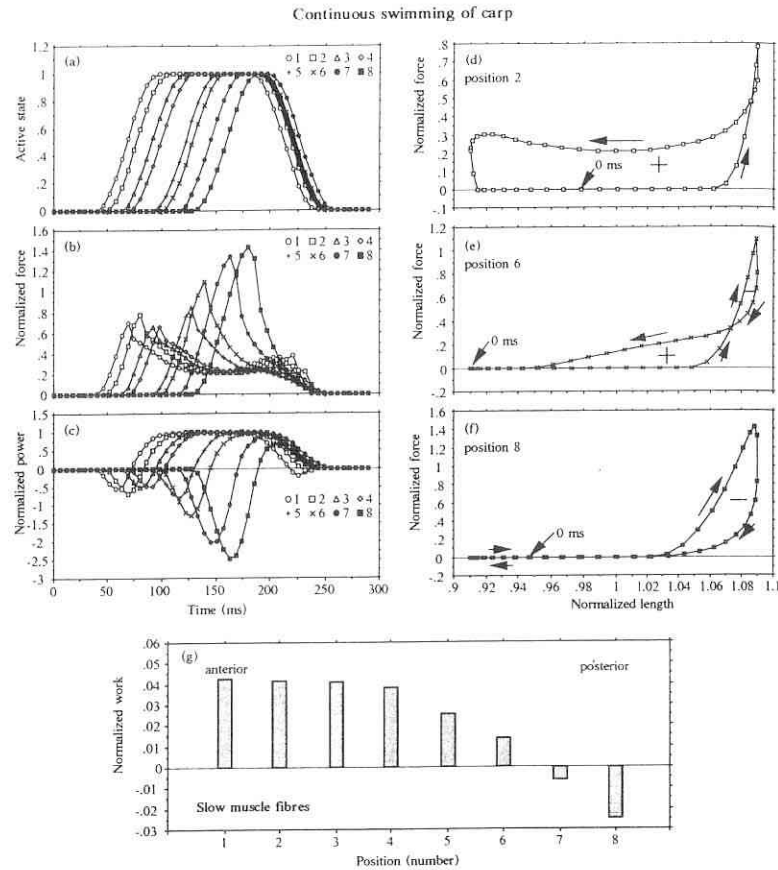 Continuous swimming of carp
(a)
1 2 3 4
5 6 7 8
Active state
1.2
1
.8
.6
.4
.2
0
(b)
1 2 3 4
5 6 7 8
Normalized force
1.6
1.4
1.2
1
.8
.6
.4
.2
0
(c)
1 2 3 4
5 6 7 8
Normalized power
1.5
1
.5
0
-.5
-1
-1.5
-2
-2.5
-3
0 50 100 150 200 250 300
Time (ms)
(d)
position 2
0 ms
+
Normalized force
.8
.7
.6
.5
.4
.3
.2
.1
0
-.1
(e)
position 6
0 ms
+
−
Normalized force
1.2
1
.8
.6
.4
.2
0
-.2
(f)
position 8
0 ms
−
Normalized force
1.6
1.4
1.2
1
.8
.6
.4
.2
0
-.2
.9 .92 .94 .96 .98 1 1.02 1.04 1.06 1.08 1.1
Normalized length
(g)
anterior
posterior
Normalized work
.06
.05
.04
.03
.02
.01
0
-.01
-.02
-.03
Slow muscle fibres
1 2 3 4 5 6 7 8
Position (number)